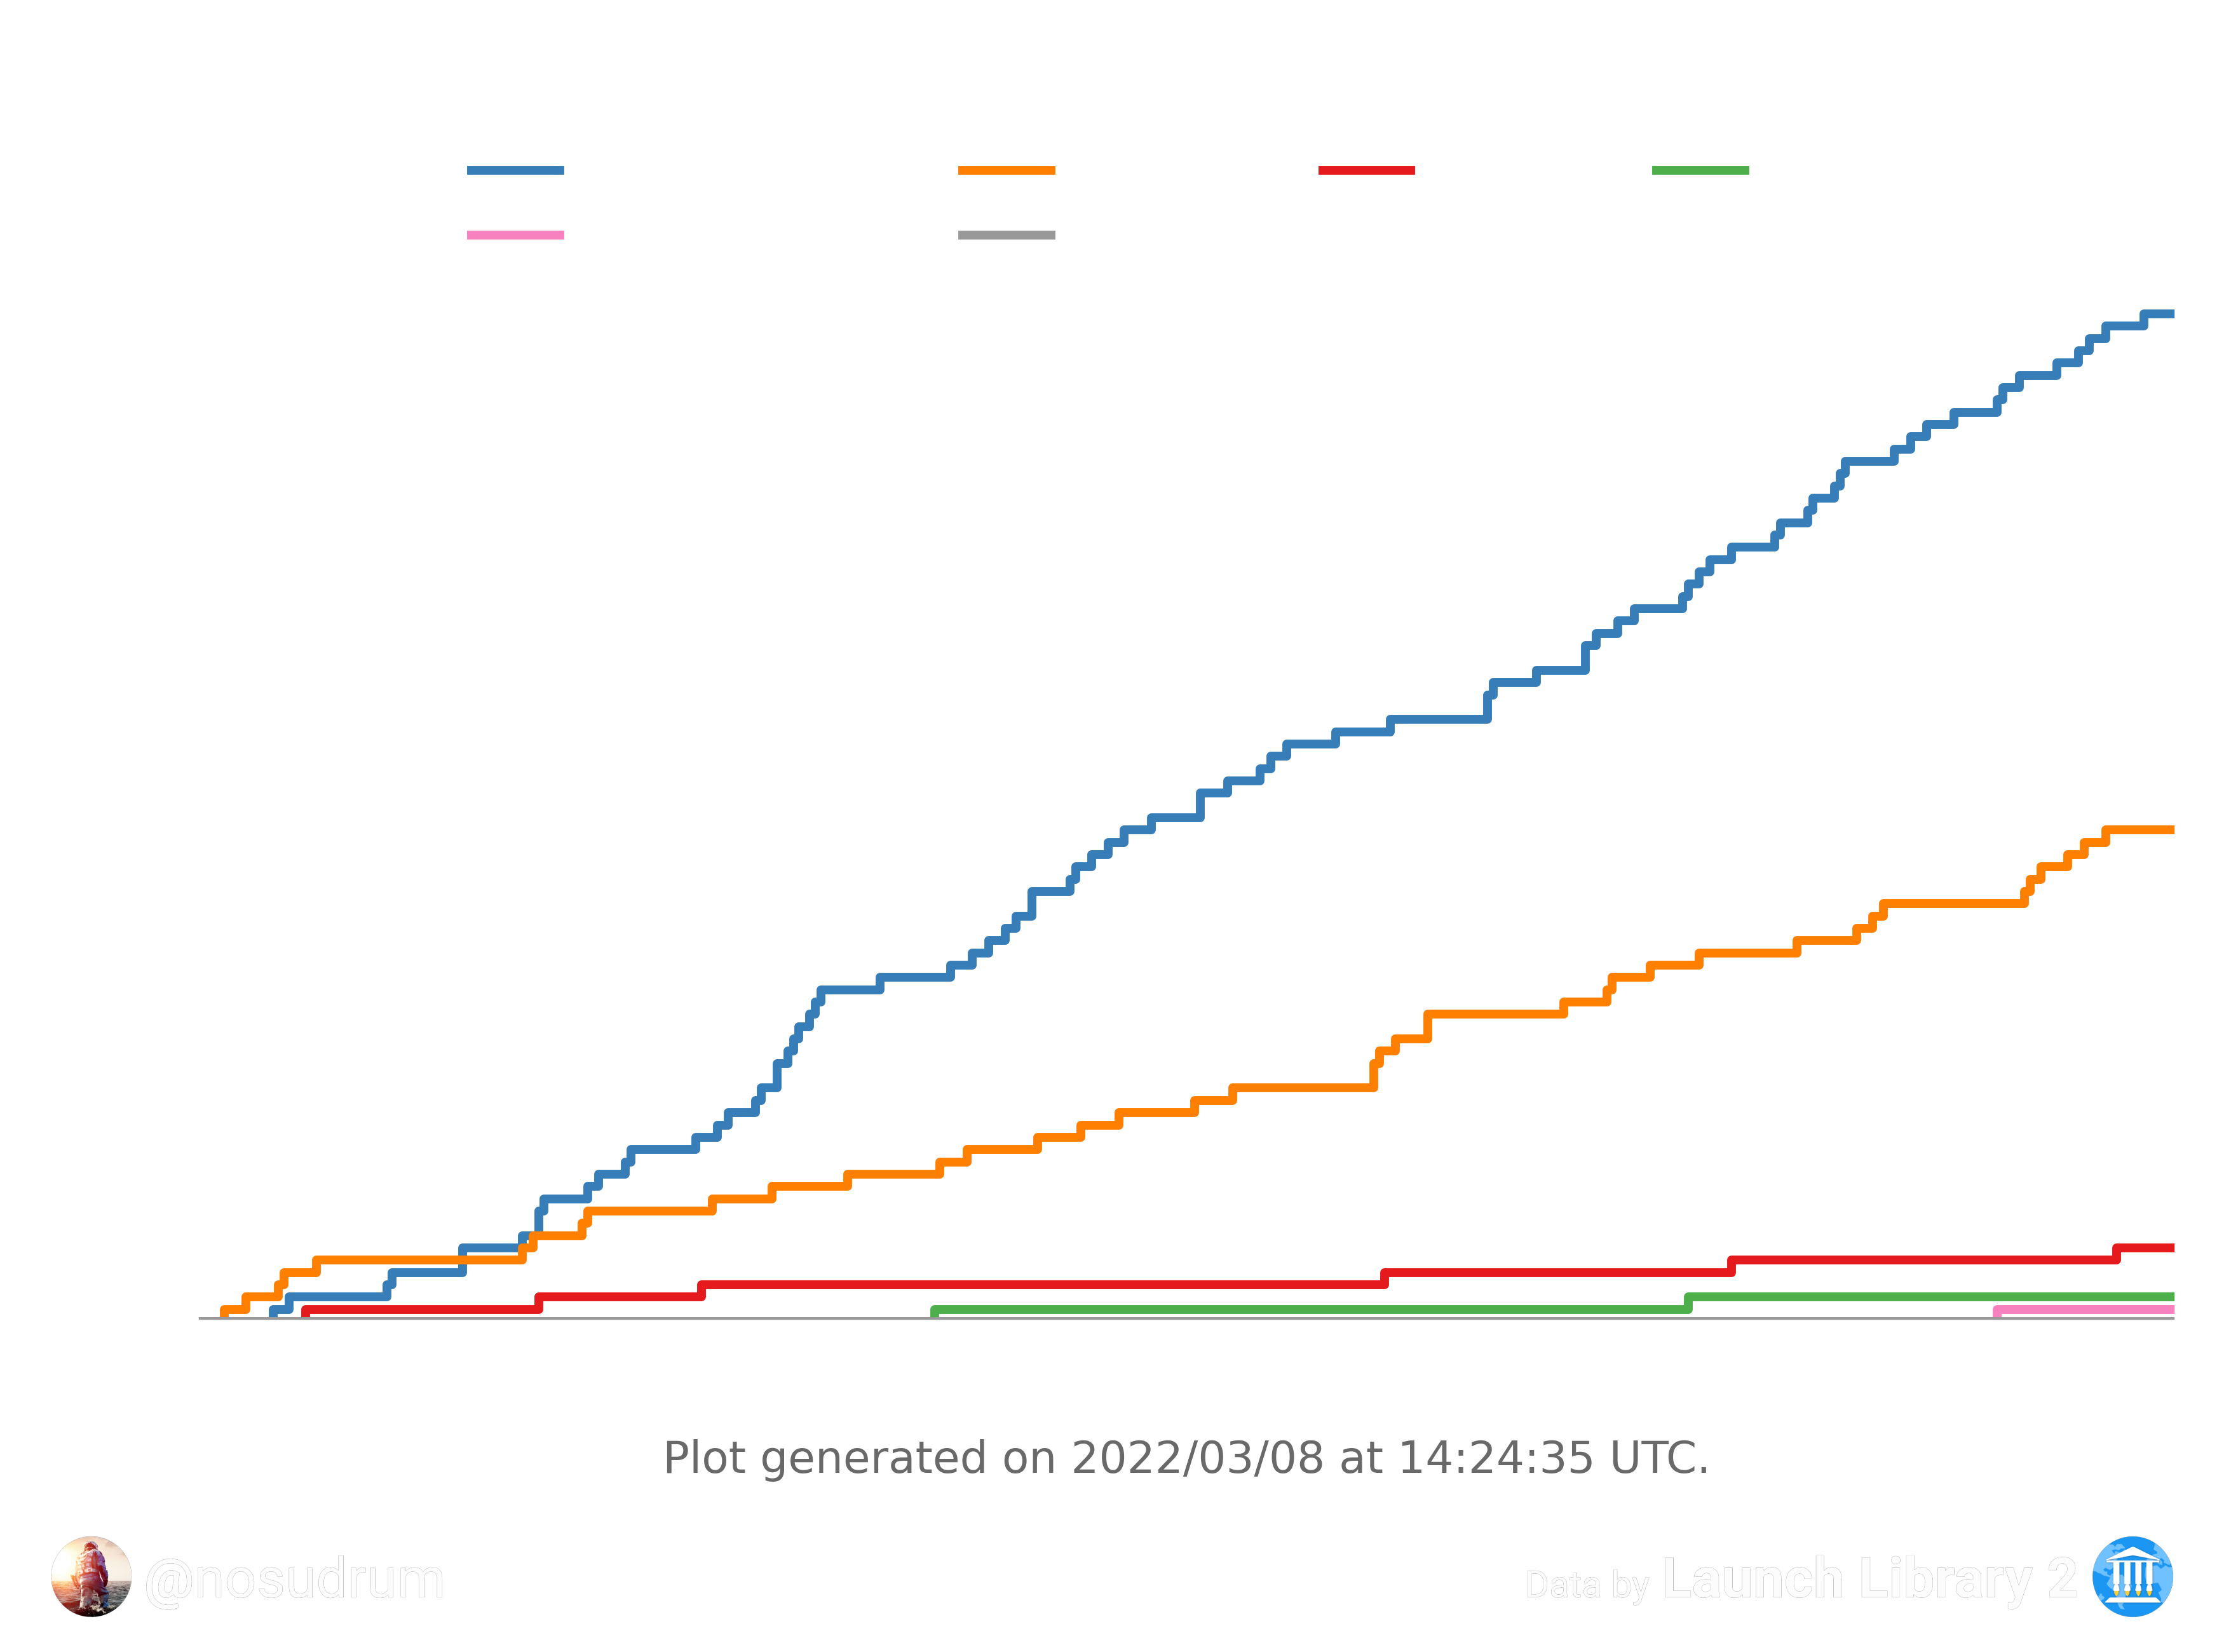 Plot generated on 2022/03/08 at 14:24:35 UTC.
@nosudrum
Data by Launch Library 2